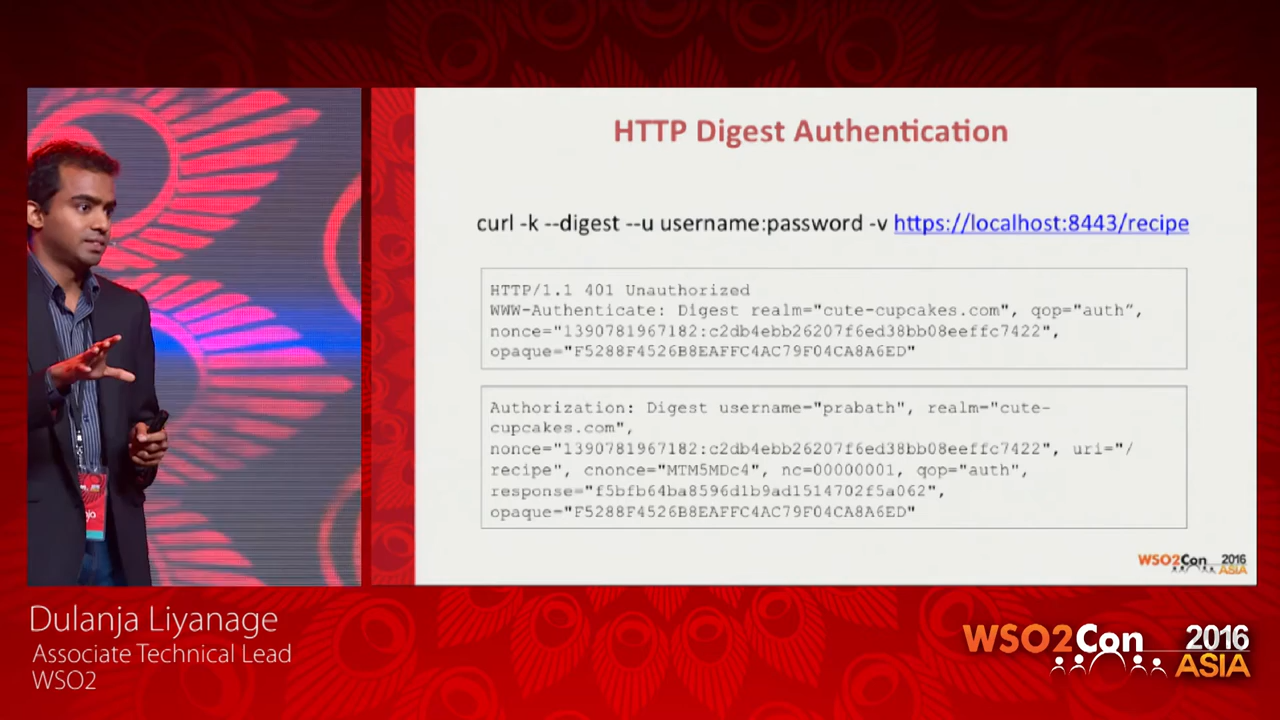 HTTP Digest Authentication
curl -k --digest --u username:password -v https://localhost:8443/recipe
HTTP/1.1 401 Unauthorized
WWW-Authenticate: Digest realm="cute-cupcakes.com", qop="auth”,
nonce="1390781967182:c2db4ebb26207f6ed38bb08eeffc7422",
opaque="F5288F4526B8EAFFC4AC79F04CA8A6ED"
Authorization: Digest username="prabath", realm="cute-
cupcakes.com",
nonce="1390781967182:c2db4ebb26207f6ed38bb08eeffc7422", uri="/
recipe", cnonce="MTM5MDc4", nc=00000001, qop="auth",
response="f5bfb64ba8596d1b9ad1514702f5a062",
opaque="F5288F4526B8EAFFC4AC79F04CA8A6ED"
WSO2Con 2016
ASIA
Dulanja Liyanage
Associate Technical Lead
WSO2
WSO2Con 2016
ASIA